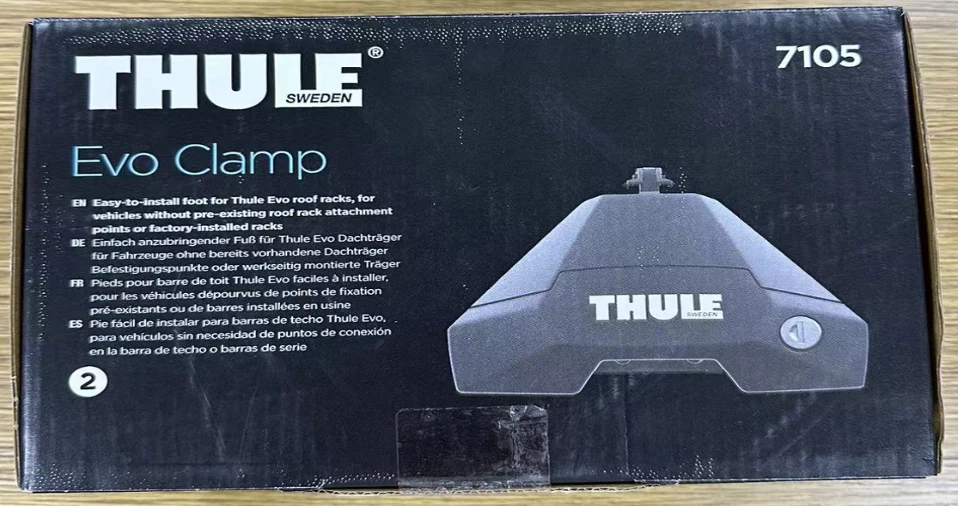 THULE®
SWEDEN
7105
Evo Clamp
EN Easy-to-install foot for Thule Evo roof racks, for
vehicles without pre-existing roof rack attachment
points or factory-installed racks
DE Einfach anzubringender Fuß für Thule Evo Dachträger
für Fahrzeuge ohne bereits vorhandene Dachträger
Befestigungspunkte oder werkseitig montierte Träger
FR Pieds pour barre de toit Thule Evo faciles à installer,
pour les véhicules dépourvus de points de fixation
pré-existants ou de barres installées en usine
ES Pie fácil de instalar para barras de techo Thule Evo,
para vehículos sin necesidad de puntos de conexión
en la barra de techo o barras de serie
2
THULE
SWEDEN